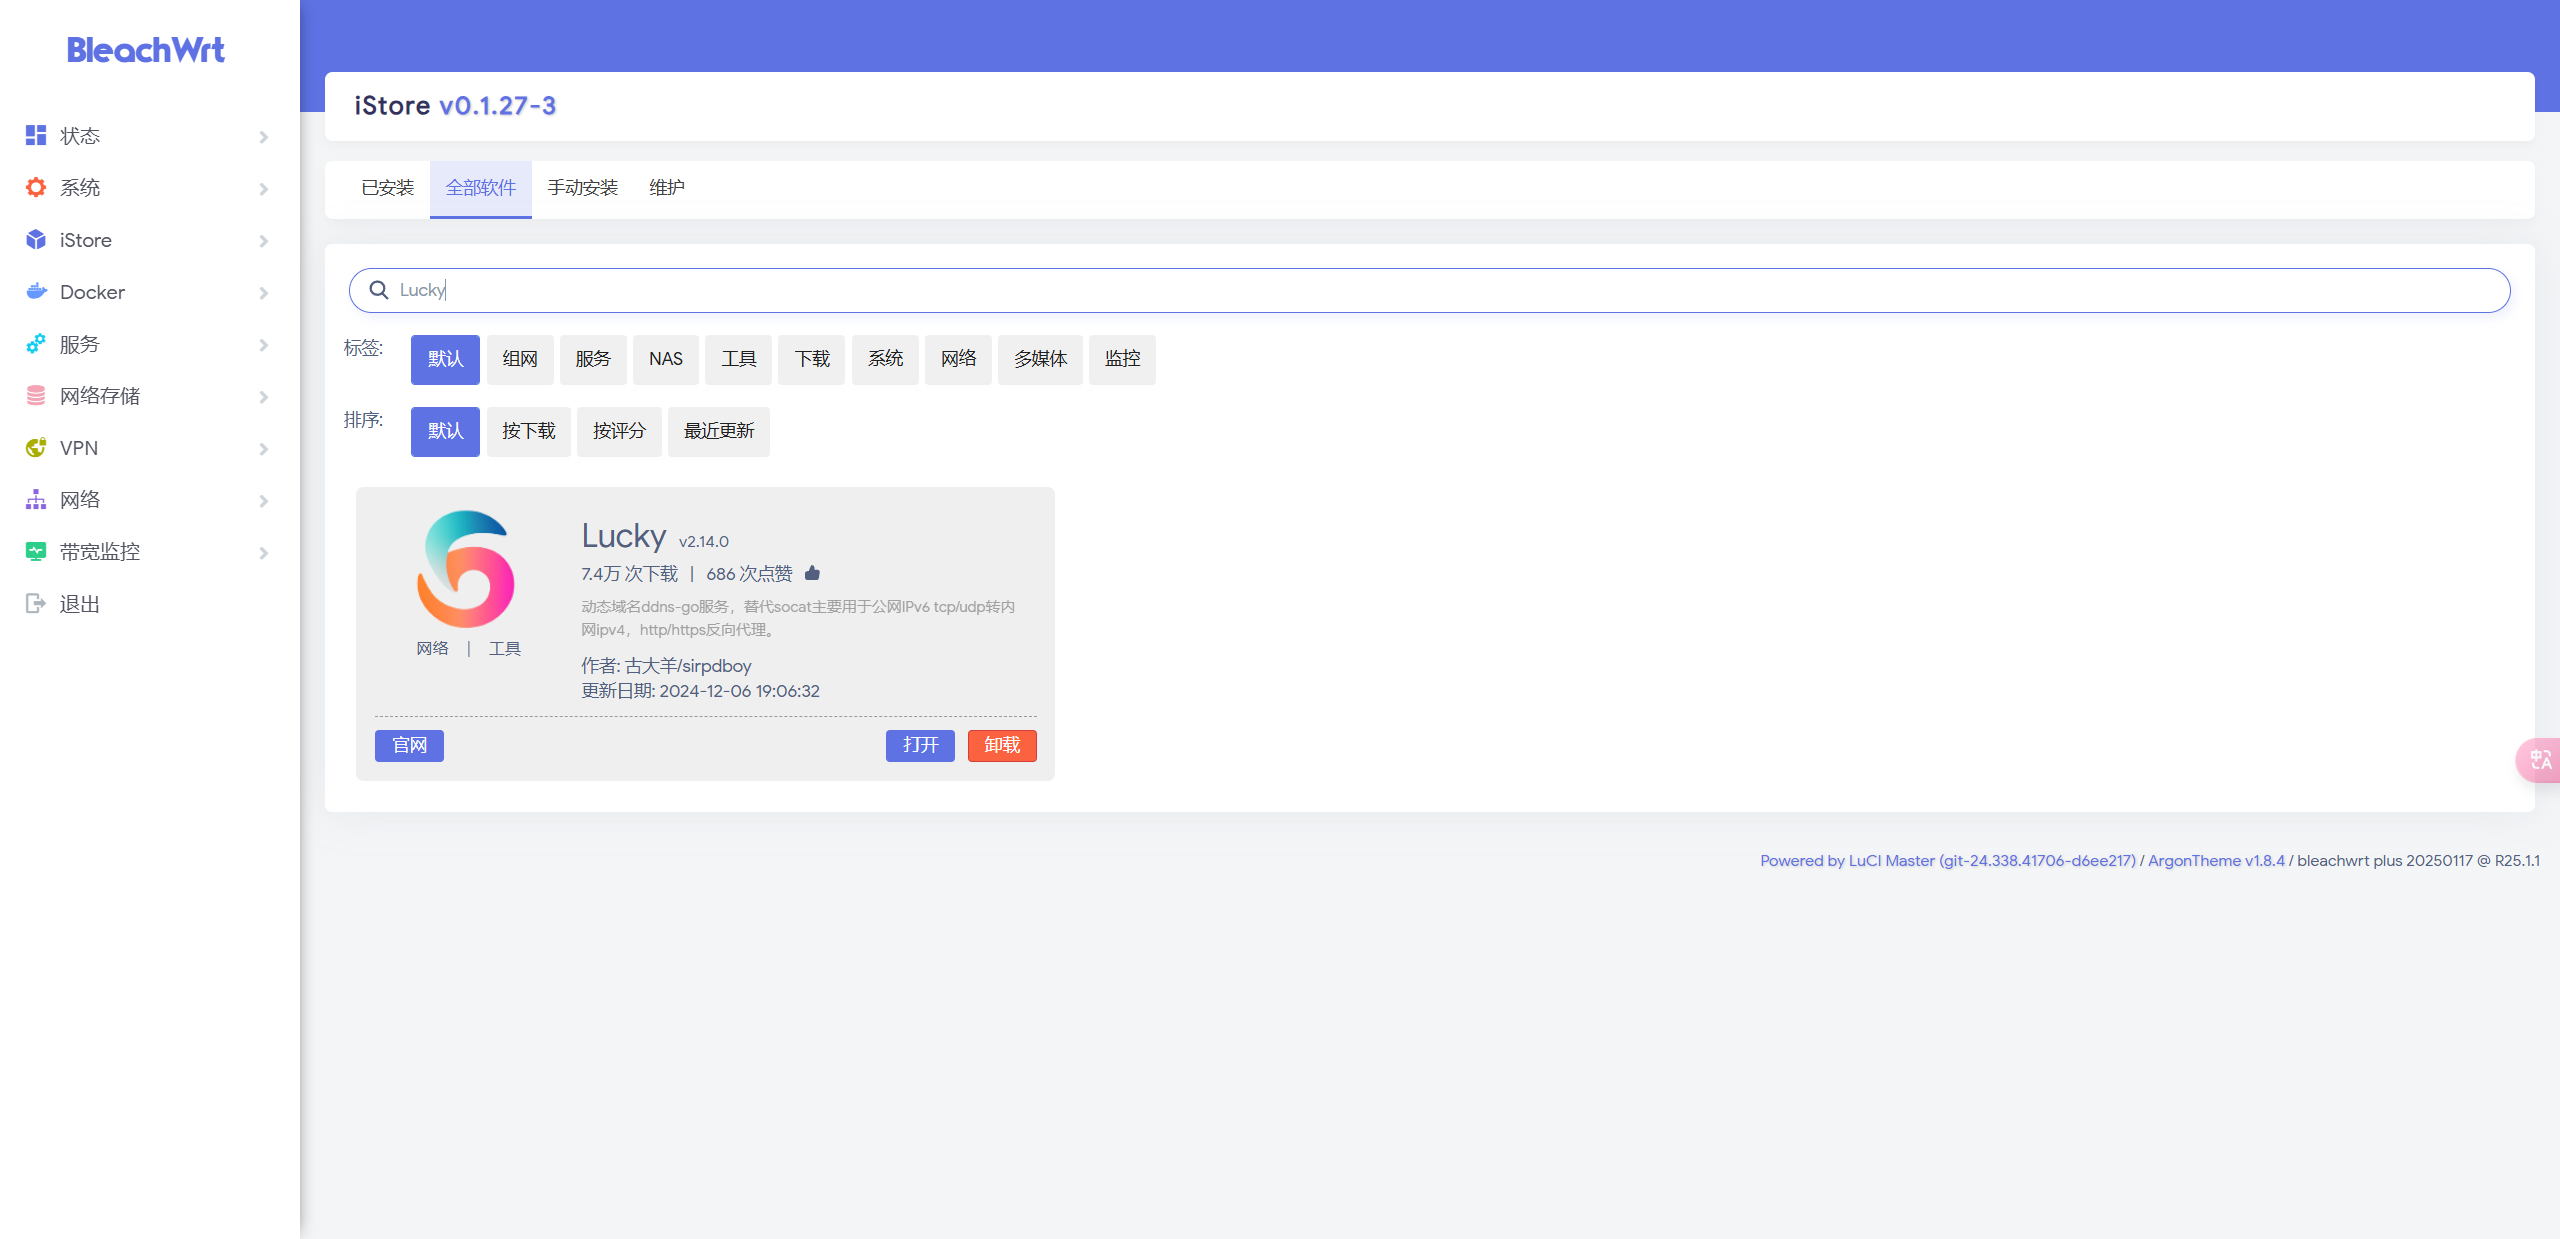 BleachWrt
状态
系统
iStore
Docker
服务
网络存储
VPN
网络
带宽监控
退出
iStore v0.1.27-3
已安装 全部软件 手动安装 维护
Lucky
标签: 默认 组网 服务 NAS 工具 下载 系统 网络 多媒体 监控
排序: 默认 按下载 按评分 最近更新
网络 | 工具
Lucky v2.14.0
7.4万 次下载 | 686 次点赞
动态域名ddns-go服务，替代socat主要用于公网IPv6 tcp/udp转内
网ipv4，http/https反向代理。
作者: 古大羊/sirpdboy
更新日期: 2024-12-06 19:06:32
官网 打开 卸载
中A
Powered by LuCI Master (git-24.338.41706-d6ee217) / ArgonTheme v1.8.4 / bleachwrt plus 20250117 @ R25.1.1